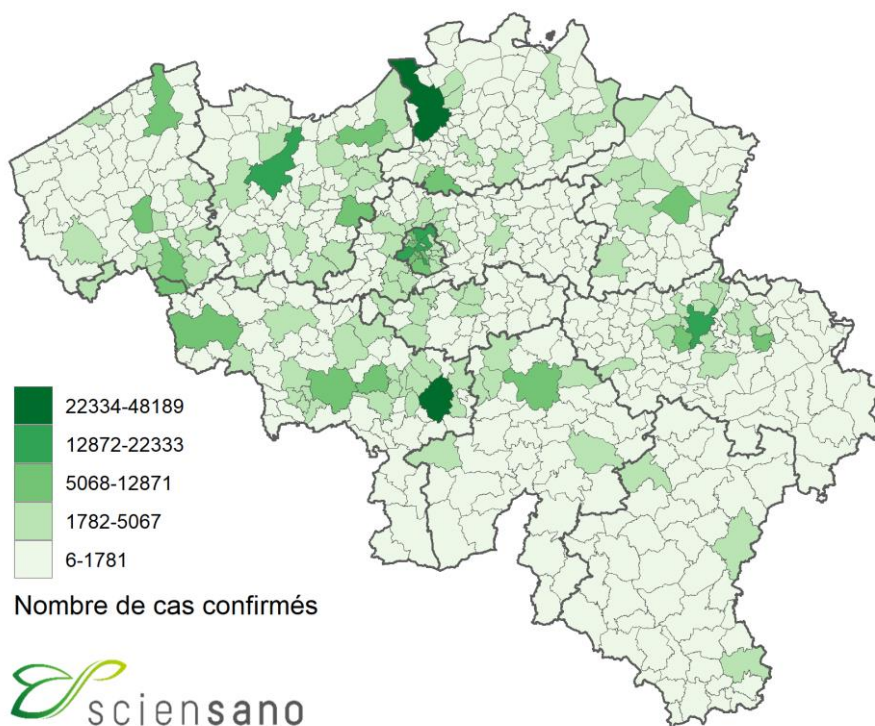 22334-48189
12872-22333
5068-12871
1782-5067
6-1781
Nombre de cas confirmés
sciensano